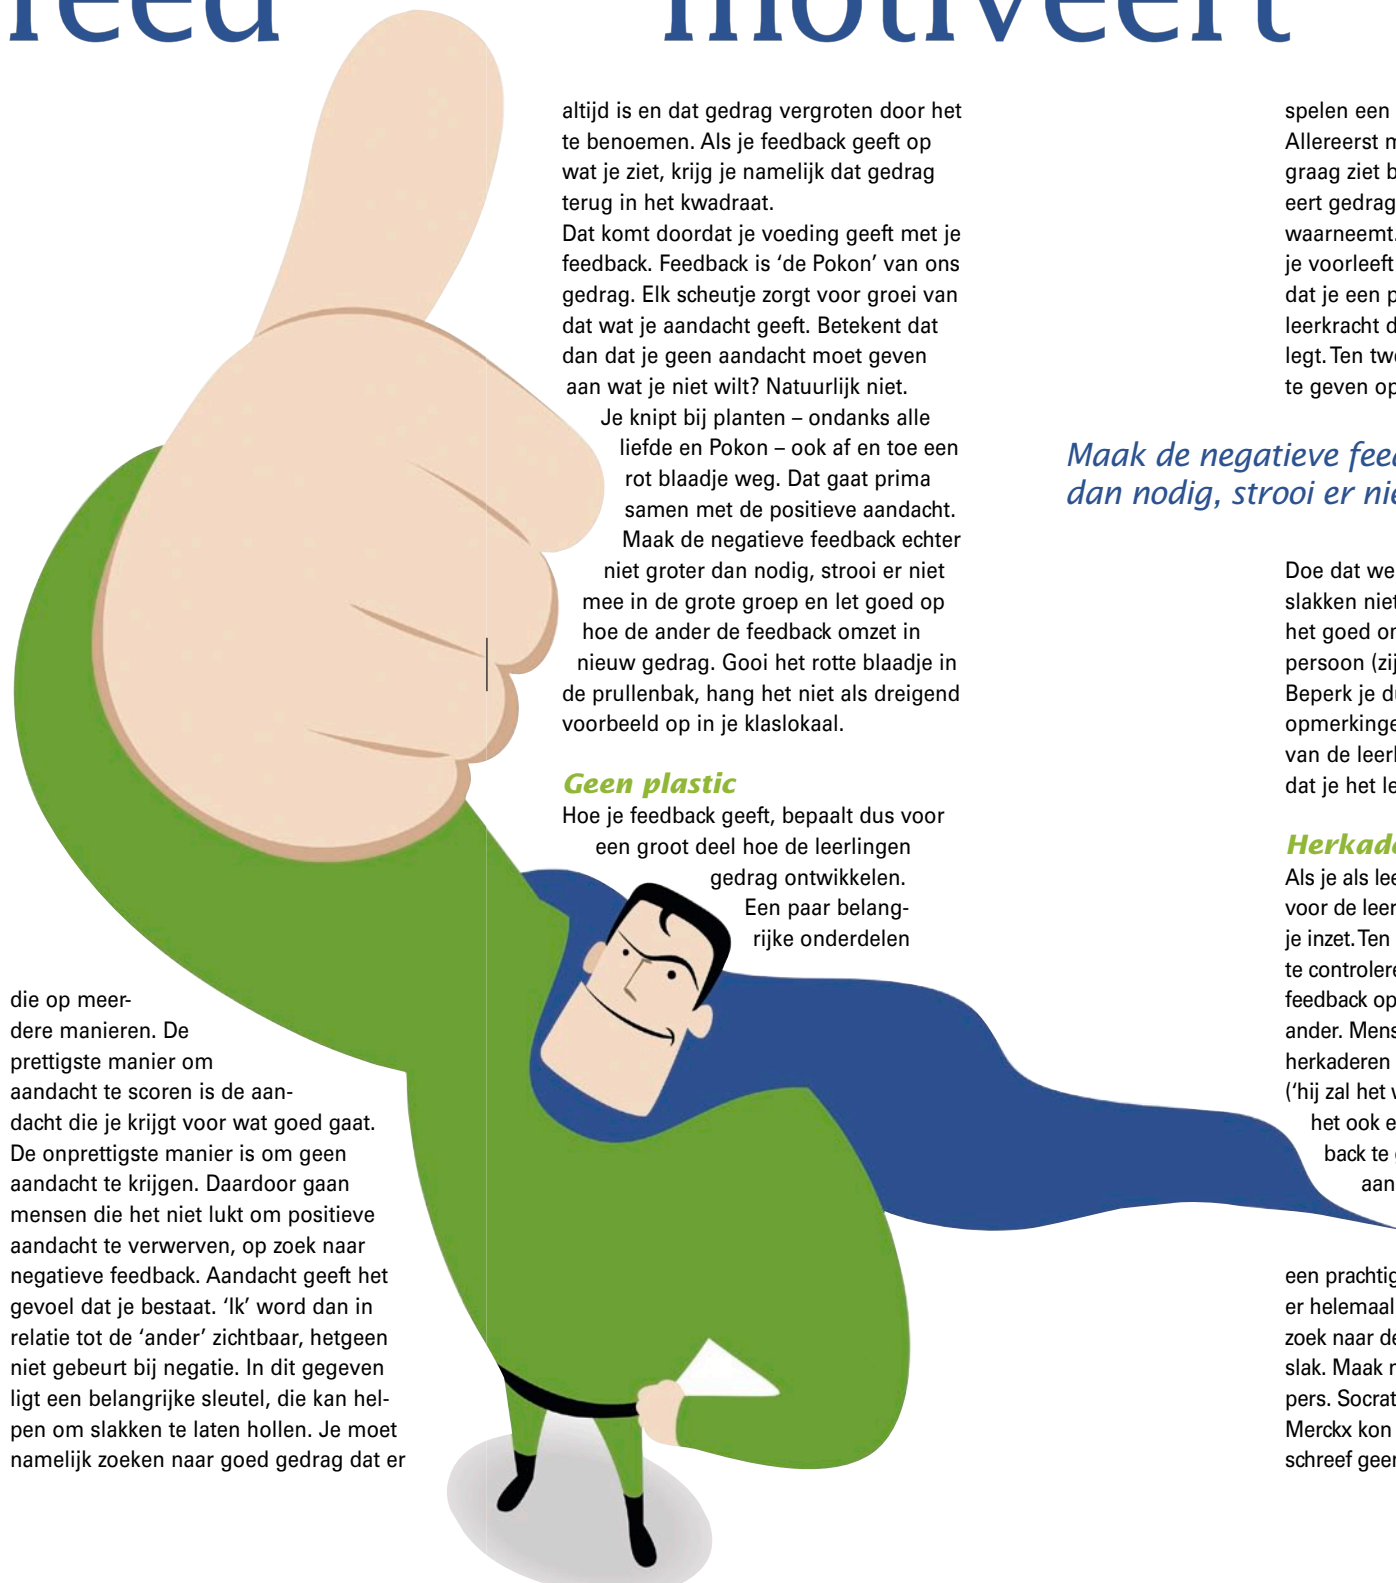 feed motiveert
die op meer-
dere manieren. De
prettigste manier om
aandacht te scoren is de aan-
dacht die je krijgt voor wat goed gaat.
De onprettigste manier is om geen
aandacht te krijgen. Daardoor gaan
mensen die het niet lukt om positieve
aandacht te verwerven, op zoek naar
negatieve feedback. Aandacht geeft het
gevoel dat je bestaat. ‘Ik’ word dan in
relatie tot de ‘ander’ zichtbaar, hetgeen
niet gebeurt bij negatie. In dit gegeven
ligt een belangrijke sleutel, die kan hel-
pen om slakken te laten hollen. Je moet
namelijk zoeken naar goed gedrag dat er
altijd is en dat gedrag vergroten door het
te benoemen. Als je feedback geeft op
wat je ziet, krijg je namelijk dat gedrag
terug in het kwadraat.
Dat komt doordat je voeding geeft met je
feedback. Feedback is ‘de Pokon’ van ons
gedrag. Elk scheutje zorgt voor groei van
dat wat je aandacht geeft. Betekent dat
dan dat je geen aandacht moet geven
aan wat je niet wilt? Natuurlijk niet.
Je knipt bij planten – ondanks alle
liefde en Pokon – ook af en toe een
rot blaadje weg. Dat gaat prima
samen met de positieve aandacht.
Maak de negatieve feedback echter
niet groter dan nodig, strooi er niet
mee in de grote groep en let goed op
hoe de ander de feedback omzet in
nieuw gedrag. Gooi het rotte blaadje in
de prullenbak, hang het niet als dreigend
voorbeeld op in je klaslokaal.
Geen plastic
Hoe je feedback geeft, bepaalt dus voor
een groot deel hoe de leerlingen
gedrag ontwikkelen.
Een paar belang-
rijke onderdelen
spelen een
Allereerst
graag ziet
eert gedrag
waarneemt.
je voorleeft
dat je een
leerkracht
legt. Ten
te geven op
Maak de negatieve
dan nodig, strooi er
Doe dat
slakken niet
het goed
persoon
Beperk je
van de
dat je het
Als je als
voor de
je inzet. Ten
te
feedback op
ander.
herkaderen
(‘hij zal het
het ook
back te
aan
een
er helemaal
zoek naar
slak. Maak
pers.
Merckx kon
schreef